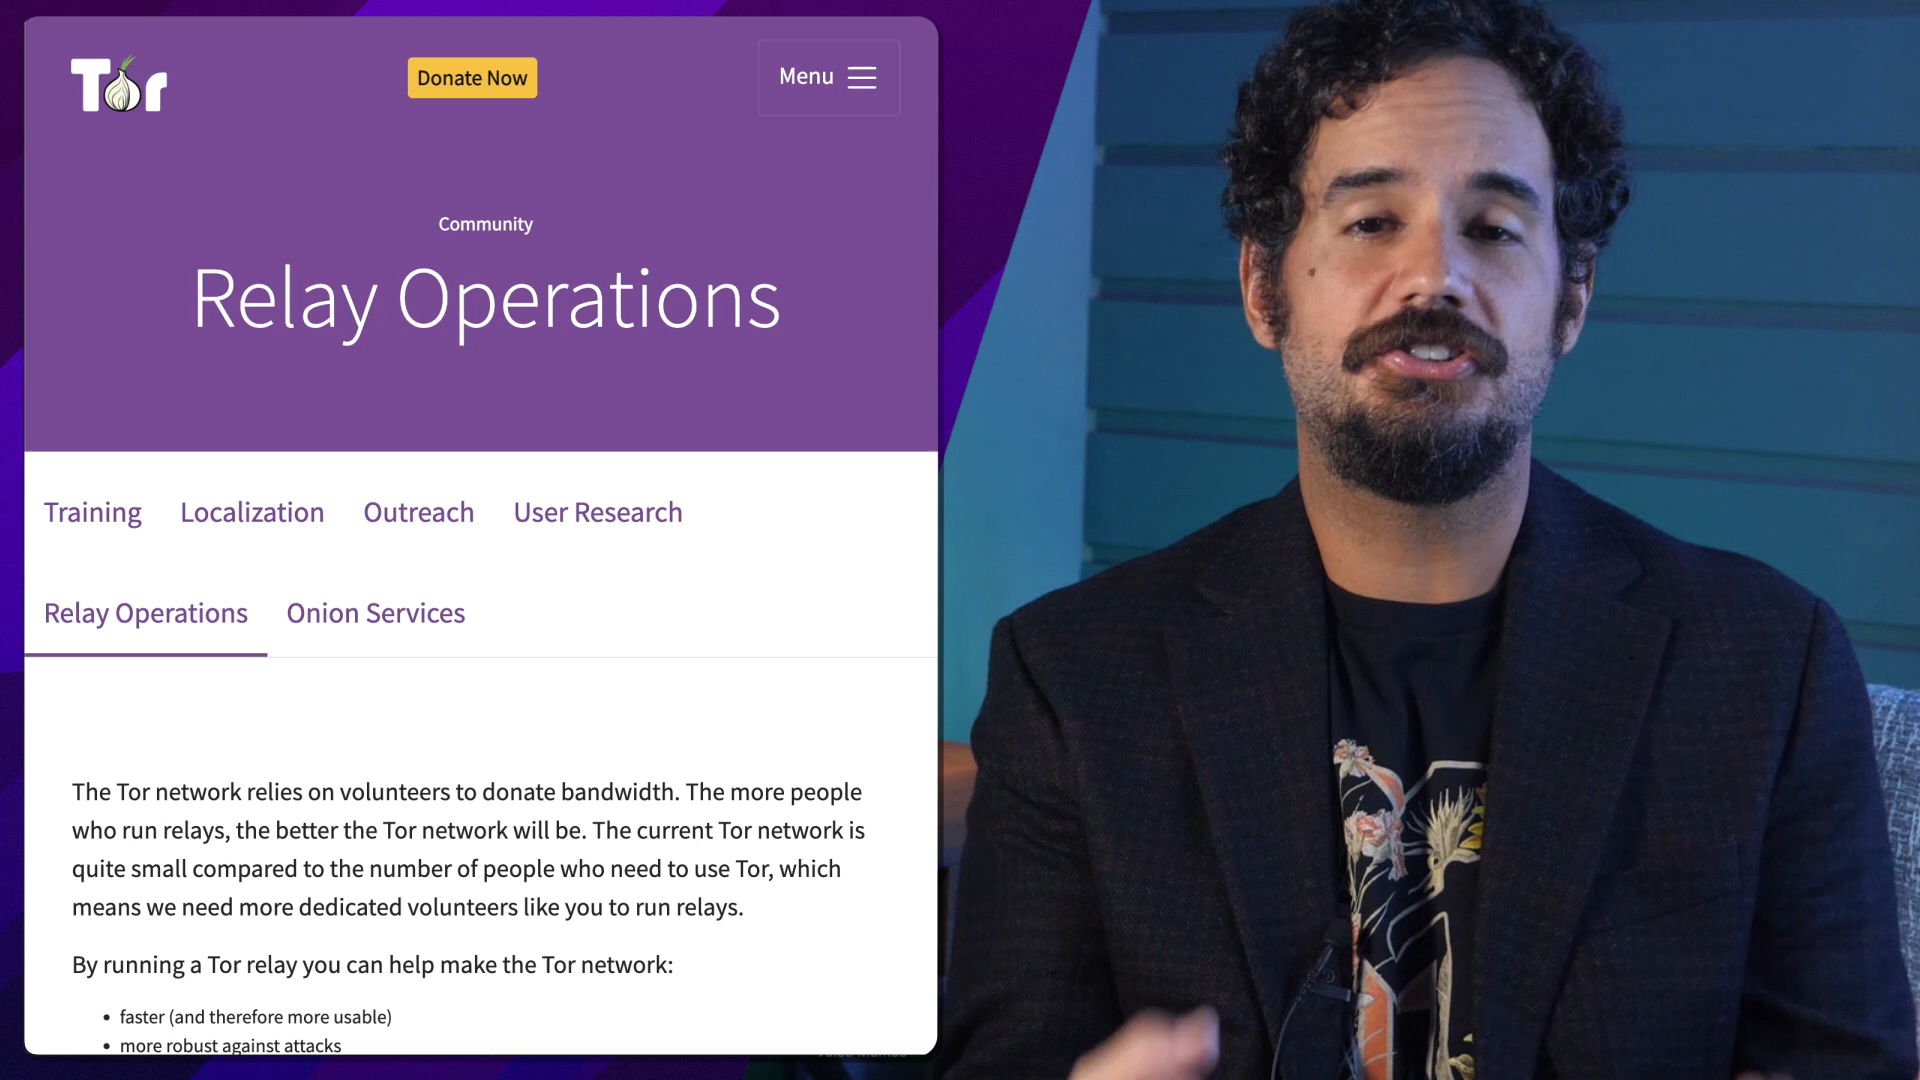 Tor
Donate Now
Menu
Community
Relay Operations
Training Localization Outreach User Research
Relay Operations Onion Services
The Tor network relies on volunteers to donate bandwidth. The more people
who run relays, the better the Tor network will be. The current Tor network is
quite small compared to the number of people who need to use Tor, which
means we need more dedicated volunteers like you to run relays.
By running a Tor relay you can help make the Tor network:
• faster (and therefore more usable)
• more robust against attacks